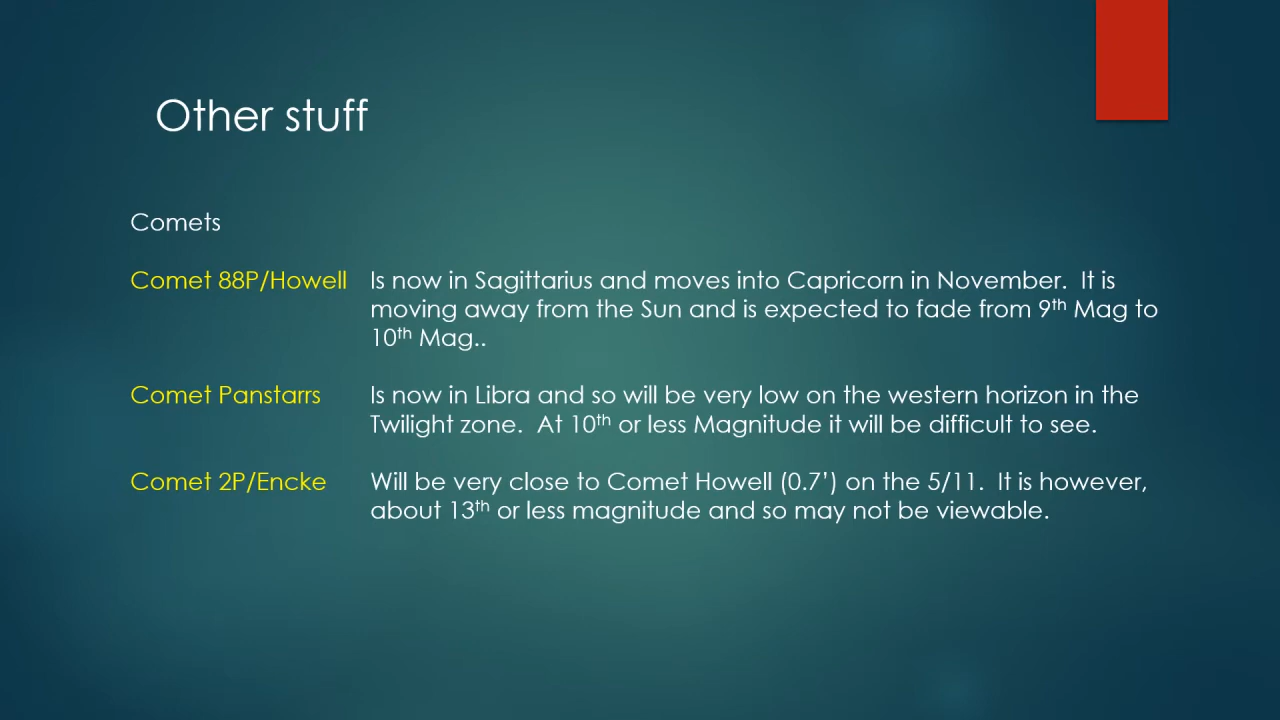 Other stuff
Comets
Comet 88P/Howell Is now in Sagittarius and moves into Capricorn in November. It is
moving away from the Sun and is expected to fade from 9th Mag to
10th Mag..
Comet Panstarrs Is now in Libra and so will be very low on the western horizon in the
Twilight zone. At 10th or less Magnitude it will be difficult to see.
Comet 2P/Encke Will be very close to Comet Howell (0.7’) on the 5/11. It is however,
about 13th or less magnitude and so may not be viewable.